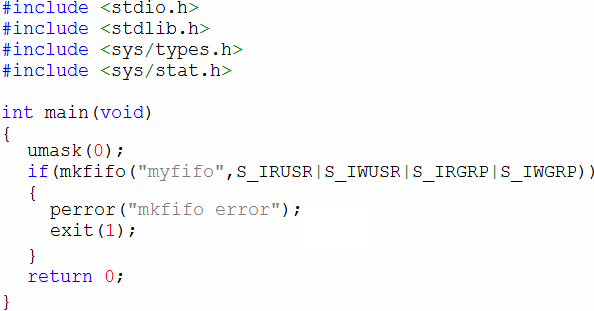 #include <stdio.h>
#include <stdlib.h>
#include <sys/types.h>
#include <sys/stat.h>
int main(void)
{
umask(0);
if(mkfifo("myfifo",S_IRUSR|S_IWUSR|S_IRGRP|S_IWGRP))
{
perror("mkfifo error");
exit(1);
}
return 0;
}